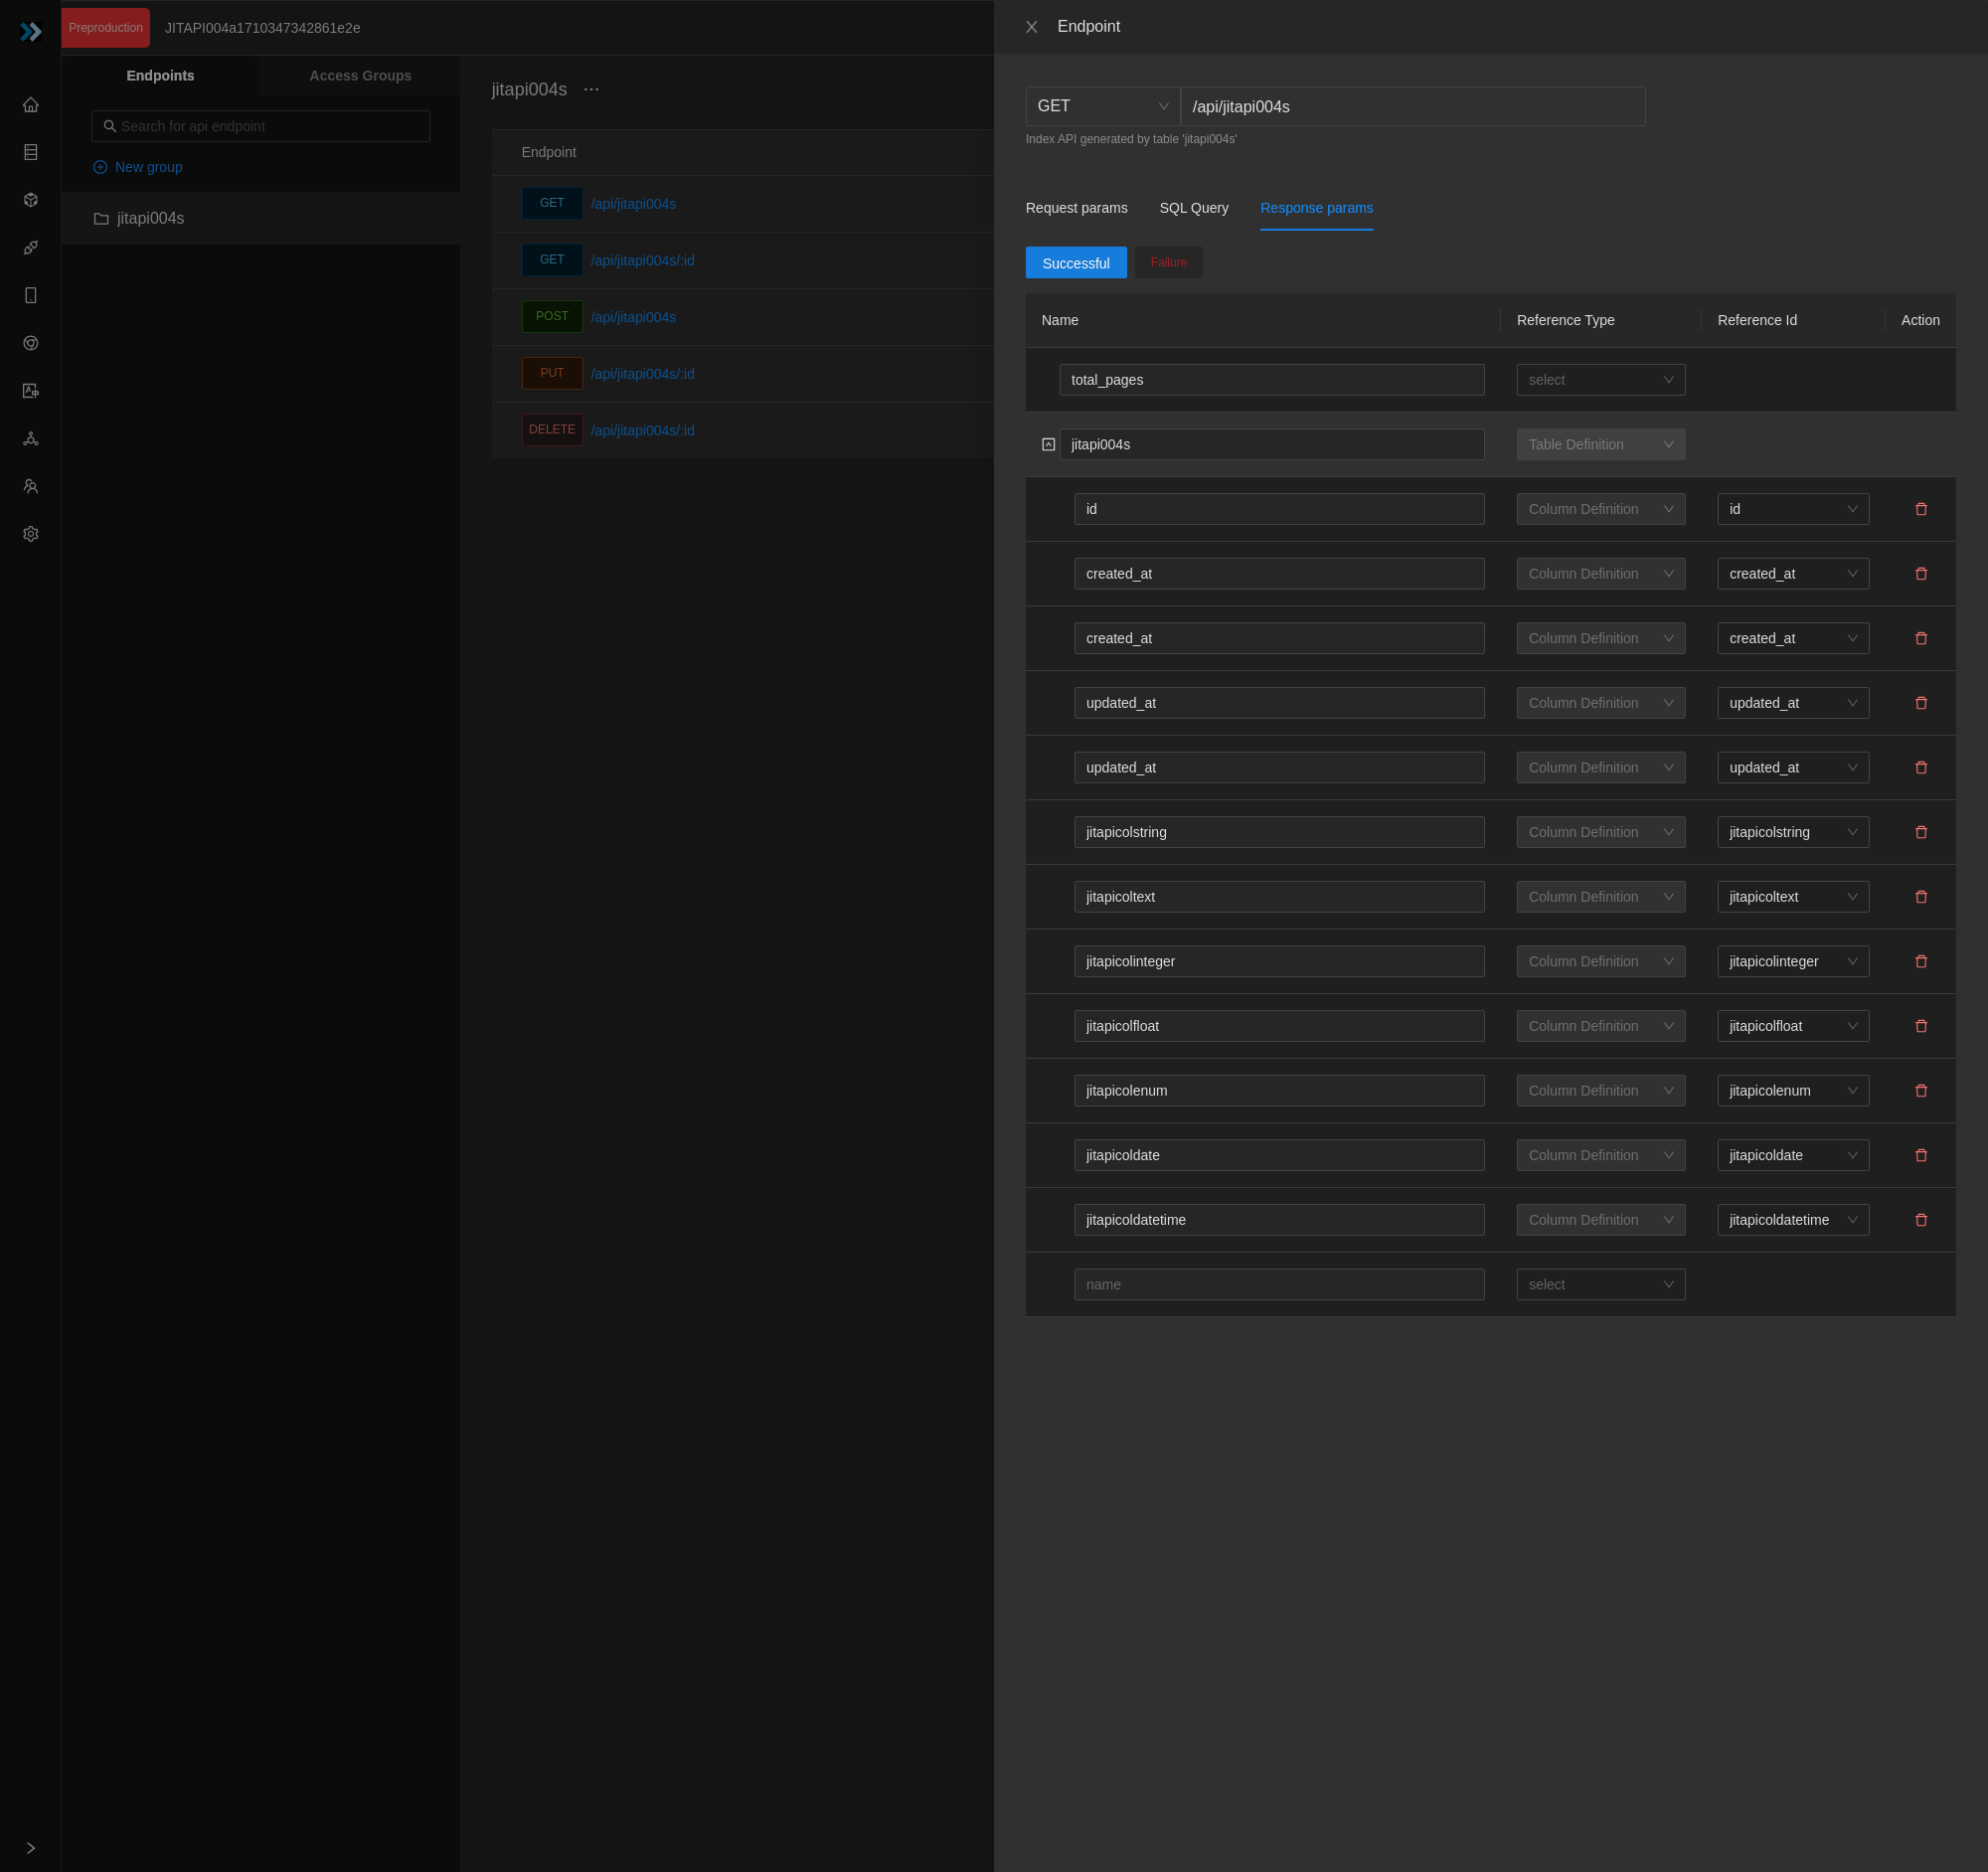 Preproduction
JITAPI004a1710347342861e2e
Endpoints
Access Groups
Search for api endpoint
New group
jitapi004s
jitapi004s
Endpoint
GET /api/jitapi004s
GET /api/jitapi004s/:id
POST /api/jitapi004s
PUT /api/jitapi004s/:id
DELETE /api/jitapi004s/:id
Endpoint
GET /api/jitapi004s
Index API generated by table 'jitapi004s'
Request params SQL Query Response params
Successful Failure
Name Reference Type Reference Id Action
total_pages select
jitapi004s Table Definition
id Column Definition id
created_at Column Definition created_at
created_at Column Definition created_at
updated_at Column Definition updated_at
updated_at Column Definition updated_at
jitapicolstring Column Definition jitapicolstring
jitapicoltext Column Definition jitapicoltext
jitapicolinteger Column Definition jitapicolinteger
jitapicolfloat Column Definition jitapicolfloat
jitapicolenum Column Definition jitapicolenum
jitapicoldate Column Definition jitapicoldate
jitapicoldatetime Column Definition jitapicoldatetime
name select